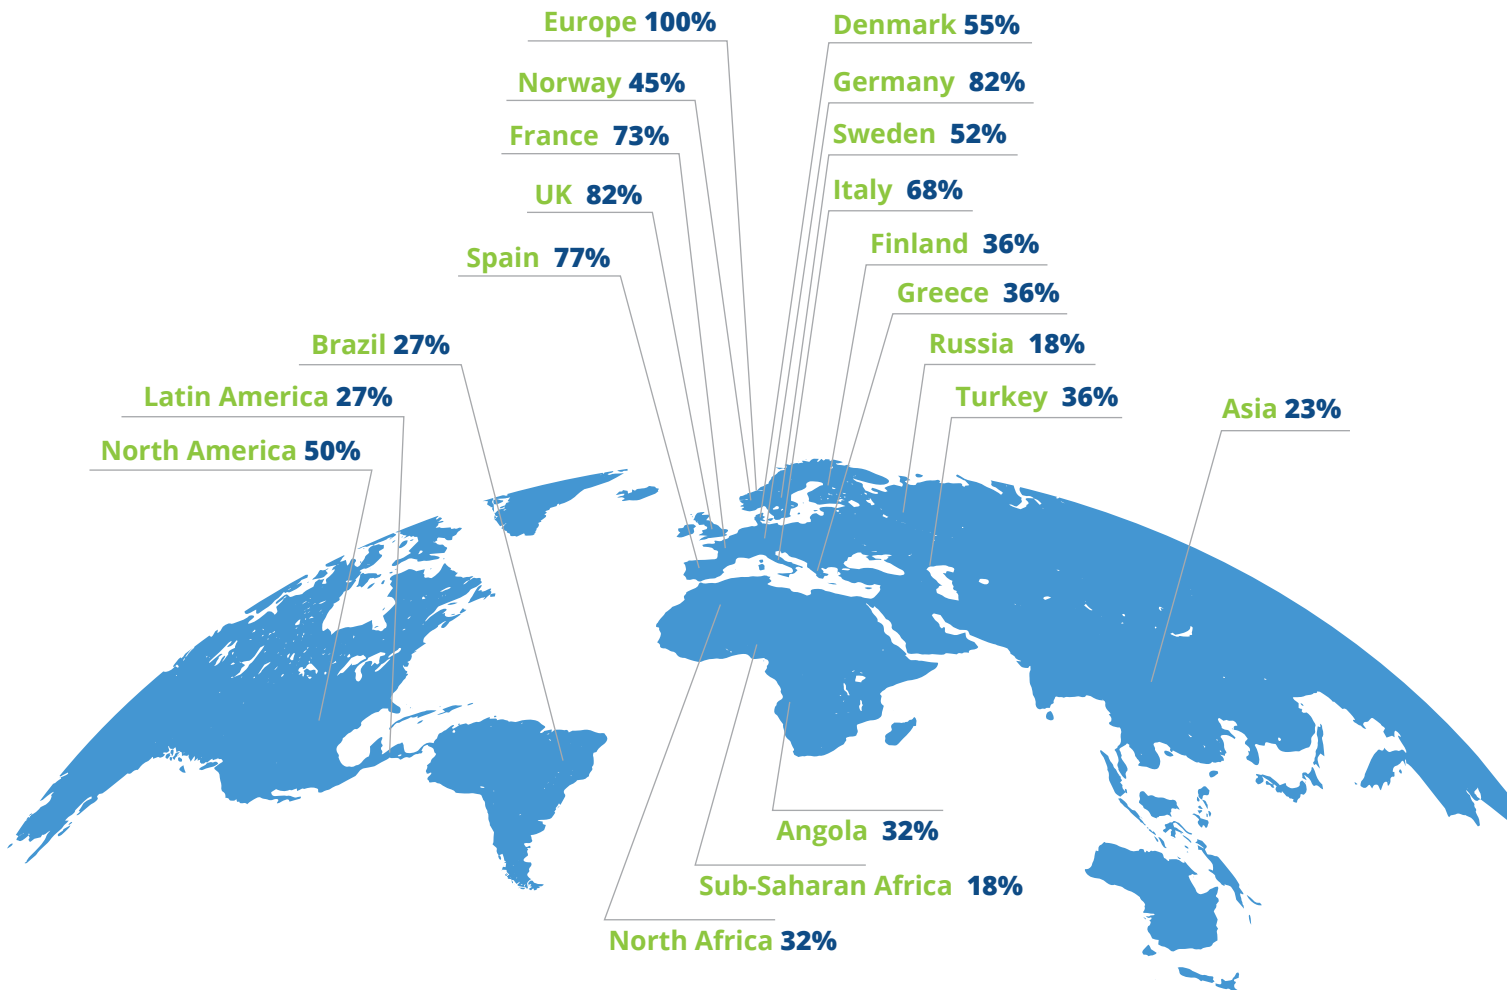 Europe 100%
Norway 45%
France 73%
UK 82%
Spain 77%
Brazil 27%
Latin America 27%
North America 50%
Denmark 55%
Germany 82%
Sweden 52%
Italy 68%
Finland 36%
Greece 36%
Russia 18%
Turkey 36%
Asia 23%
Angola 32%
Sub-Saharan Africa 18%
North Africa 32%